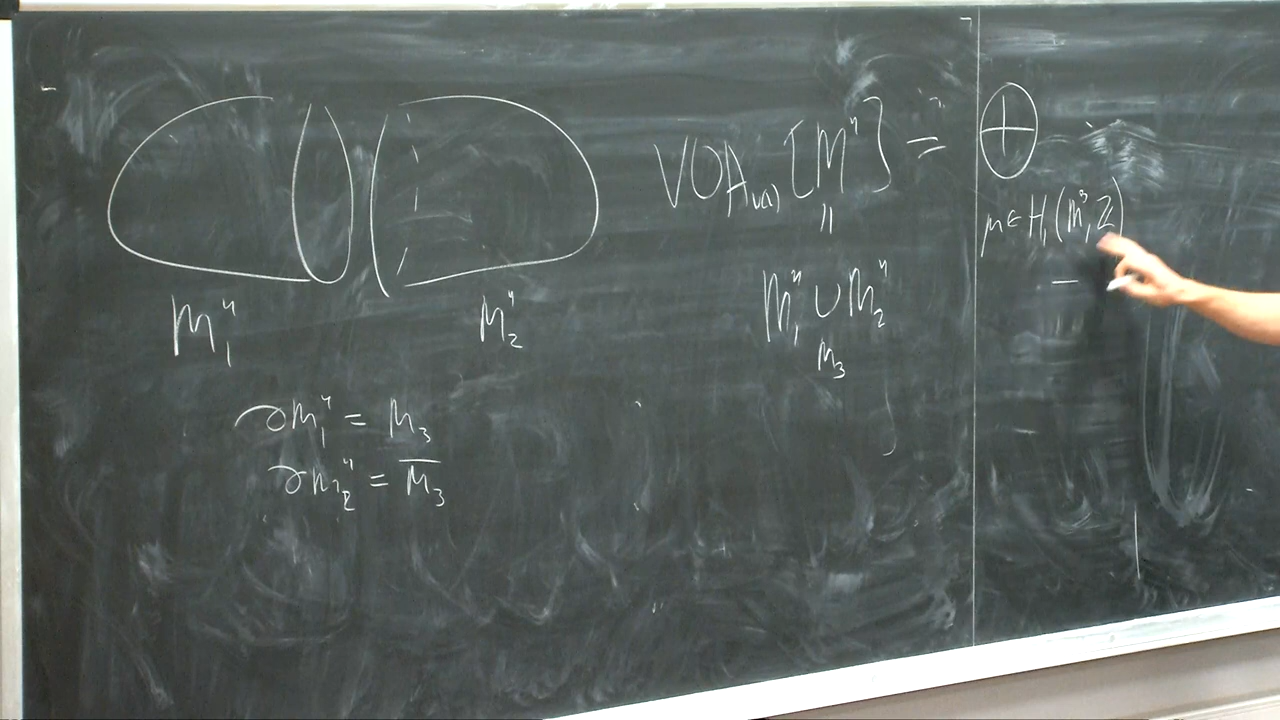 M₁⁴
M₂⁴
∂M₁⁴ = M₃
∂M₂⁴ = M̅₃
VOA_{U(1)} [M⁴] = ⊕
μ ∈ H₁(M³, Z)
||
M₁⁴ ∪ M₂⁴
M₃